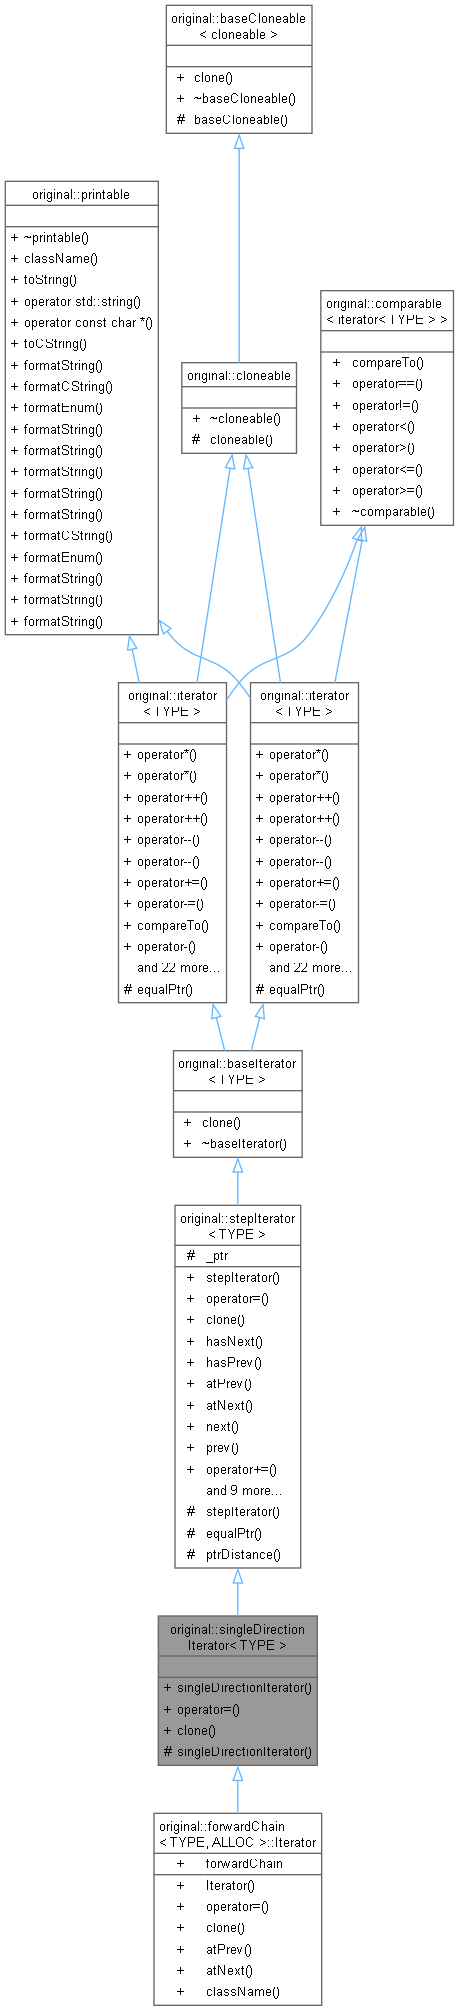 original::baseCloneable
< cloneable >
+ clone()
+ ~baseCloneable()
# baseCloneable()
original::printable
+ ~printable()
+ className()
+ toString()
+ operator std::string()
+ operator const char *()
+ toCString()
+ formatString()
+ formatCString()
+ formatEnum()
+ formatString()
+ formatString()
+ formatString()
+ formatString()
+ formatString()
+ formatCString()
+ formatEnum()
+ formatString()
+ formatString()
+ formatString()
original::comparable
< iterator< TYPE > >
+ compareTo()
+ operator==()
+ operator!=()
+ operator<()
+ operator>()
+ operator<=()
+ operator>=()
+ ~comparable()
original::cloneable
+ ~cloneable()
# cloneable()
original::iterator
< TYPE >
+ operator*()
+ operator*()
+ operator++()
+ operator++()
+ operator--()
+ operator--()
+ operator+=()
+ operator-=()
+ compareTo()
+ operator-()
and 22 more...
# equalPtr()
original::iterator
< TYPE >
+ operator*()
+ operator*()
+ operator++()
+ operator++()
+ operator--()
+ operator--()
+ operator+=()
+ operator-=()
+ compareTo()
+ operator-()
and 22 more...
# equalPtr()
original::baseIterator
< TYPE >
+ clone()
+ ~baseIterator()
original::stepIterator
< TYPE >
# _ptr
+ stepIterator()
+ operator=()
+ clone()
+ hasNext()
+ hasPrev()
+ atPrev()
+ atNext()
+ next()
+ prev()
+ operator+=()
and 9 more...
# stepIterator()
# equalPtr()
# ptrDistance()
original::singleDirection
Iterator< TYPE >
+ singleDirectionIterator()
+ operator=()
+ clone()
# singleDirectionIterator()
original::forwardChain
< TYPE, ALLOC >::Iterator
+ forwardChain
+ Iterator()
+ operator=()
+ clone()
+ atPrev()
+ atNext()
+ className()